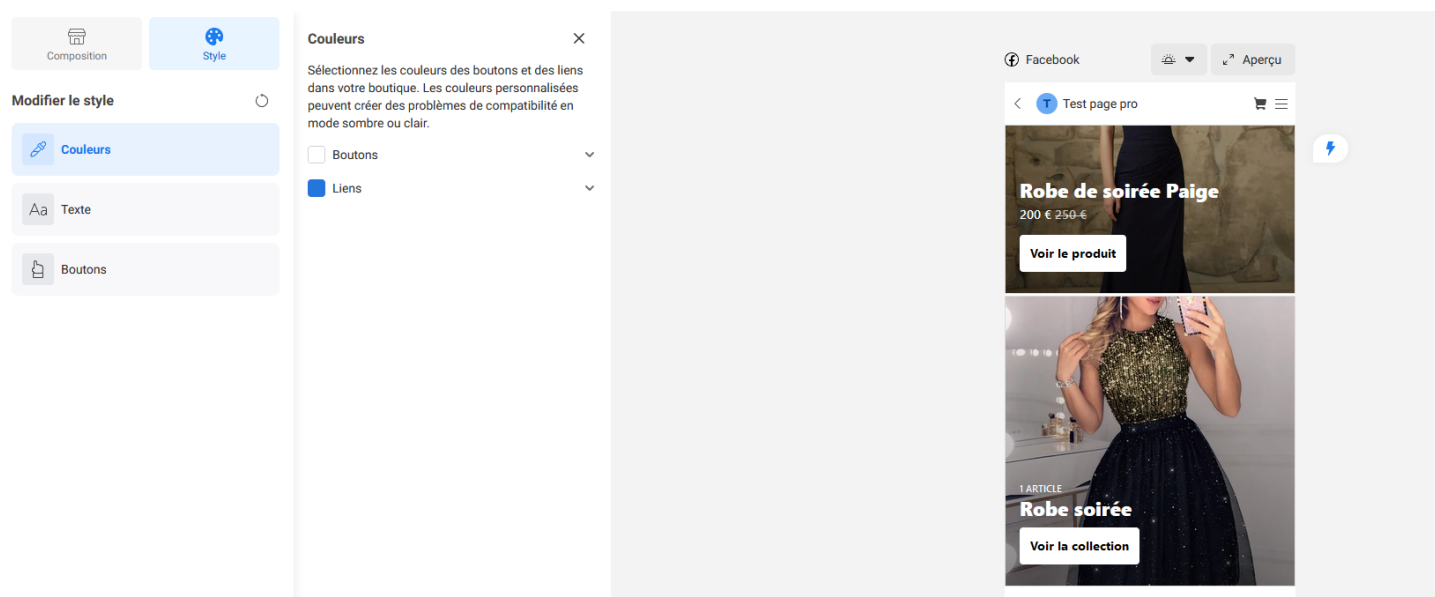 Composition
Style
Modifier le style
Couleurs
Aa Texte
Boutons
Couleurs
Sélectionnez les couleurs des boutons et des liens
dans votre boutique. Les couleurs personnalisées
peuvent créer des problèmes de compatibilité en
mode sombre ou clair.
Boutons
Liens
Facebook
Aperçu
T Test page pro
Robe de soirée Paige
200 € 250 €
Voir le produit
1 ARTICLE
Robe soirée
Voir la collection